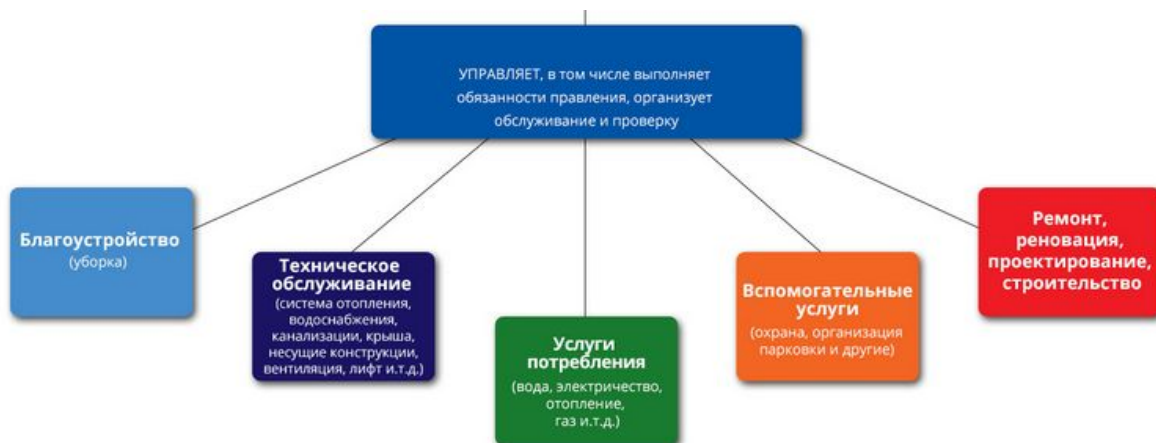 УПРАВЛЯЕТ, в том числе выполняет
обязанности правления, организует
обслуживание и проверку
Благоустройство
(уборка)
Техническое
обслуживание
(система отопления,
водоснабжения,
канализации, крыша,
несущие конструкции,
вентиляция, лифт и.т.д.)
Услуги
потребления
(вода, электричество,
отопление,
газ и.т.д.)
Вспомогательные
услуги
(охрана, организация
парковки и другие)
Ремонт,
реновация,
проектирование,
строительство